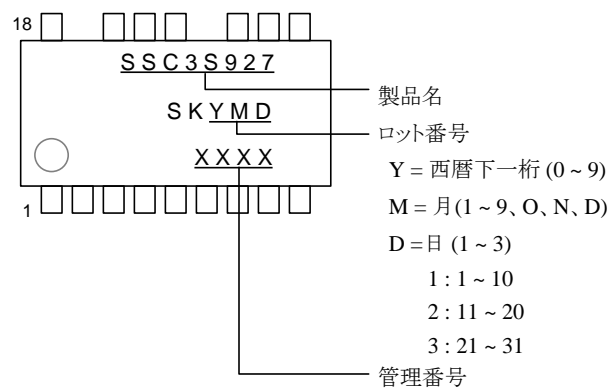 18
SSC3S927
製品名
SKYMD
ロット番号
XXXX
Y = 西暦下一桁 (0 ~ 9)
1
M = 月(1 ~ 9、O、N、D)
D =日 (1 ~ 3)
1 : 1 ~ 10
2 : 11 ~ 20
3 : 21 ~ 31
管理番号